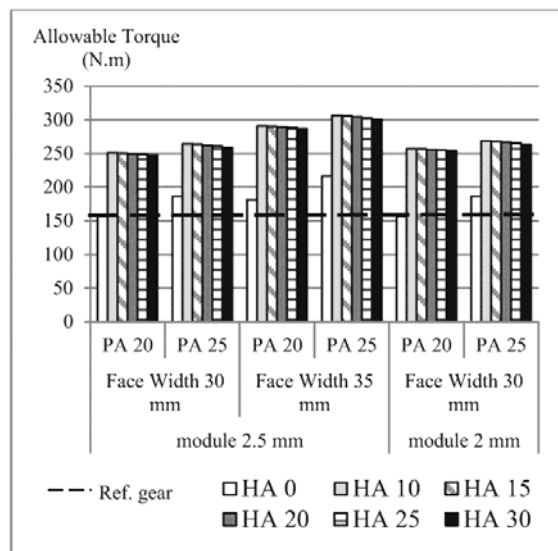 Allowable Torque
(N.m)
350
300
250
200
150
100
50
0
PA 20 PA 25 PA 20 PA 25 PA 20 PA 25
Face Width 30 Face Width 35 Face Width 30
mm mm mm
module 2.5 mm module 2 mm
Ref. gear HA 0 HA 10 HA 15
HA 20 HA 25 HA 30